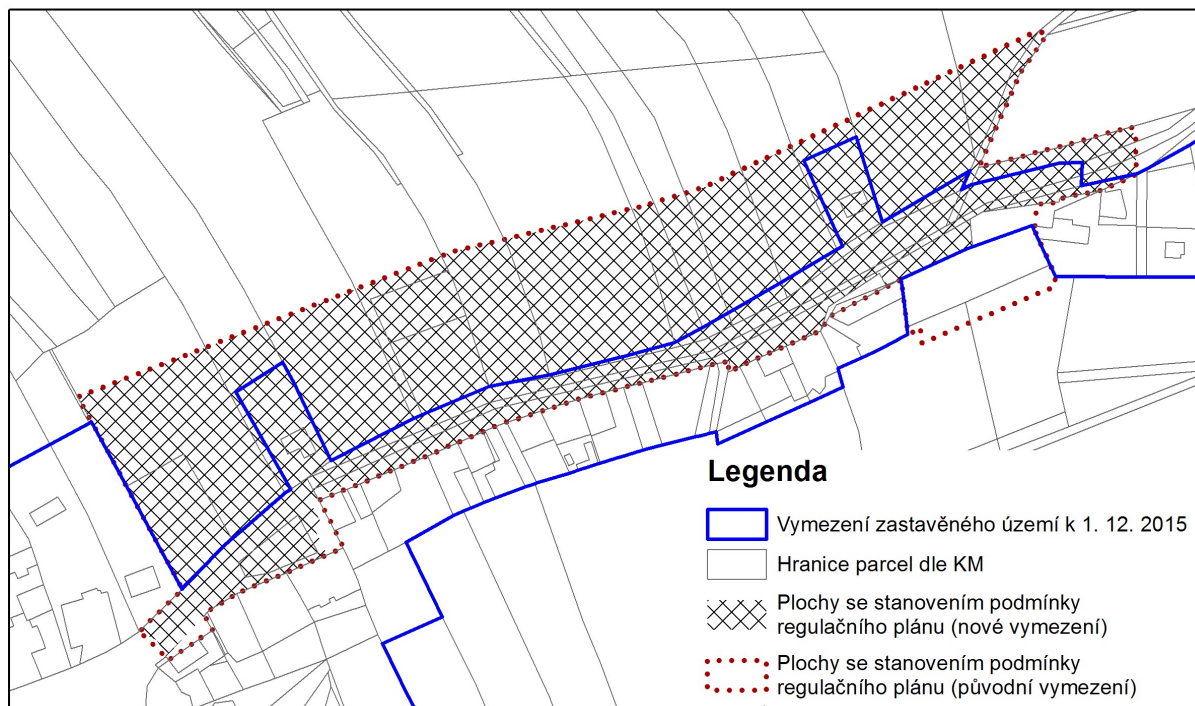 Legenda
Vymezení zastavěného území k 1. 12. 2015
Hranice parcel dle KM
Plochy se stanovením podmínky
regulačního plánu (nové vymezení)
Plochy se stanovením podmínky
regulačního plánu (původní vymezení)